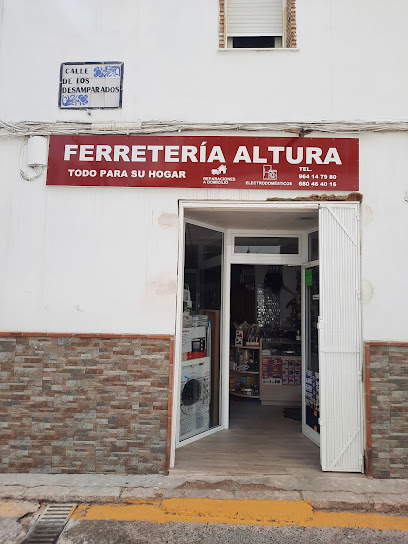 CALLE
DE LOS
DESAMPARADOS
FERRETERÍA ALTURA
TODO PARA SU HOGAR
REPARACIONES
A DOMICILIO
ELECTRODOMÉSTICOS
TEL.
964 14 79 80
680 46 40 16